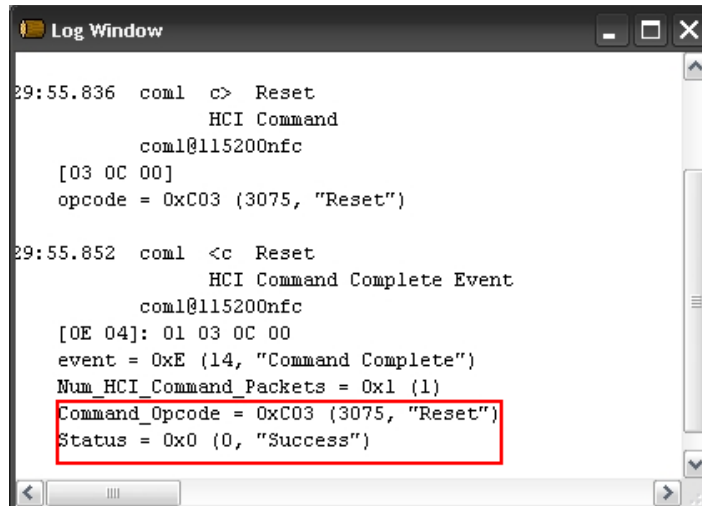 Log Window
29:55.836 com1 c> Reset
HCI Command
com1@115200nfc
[03 0C 00]
opcode = 0xC03 (3075, "Reset")
29:55.852 com1 <c Reset
HCI Command Complete Event
com1@115200nfc
[0E 04]: 01 03 0C 00
event = 0xE (14, "Command Complete")
Num_HCI_Command_Packets = 0x1 (1)
Command_Opcode = 0xC03 (3075, "Reset")
Status = 0x0 (0, "Success")